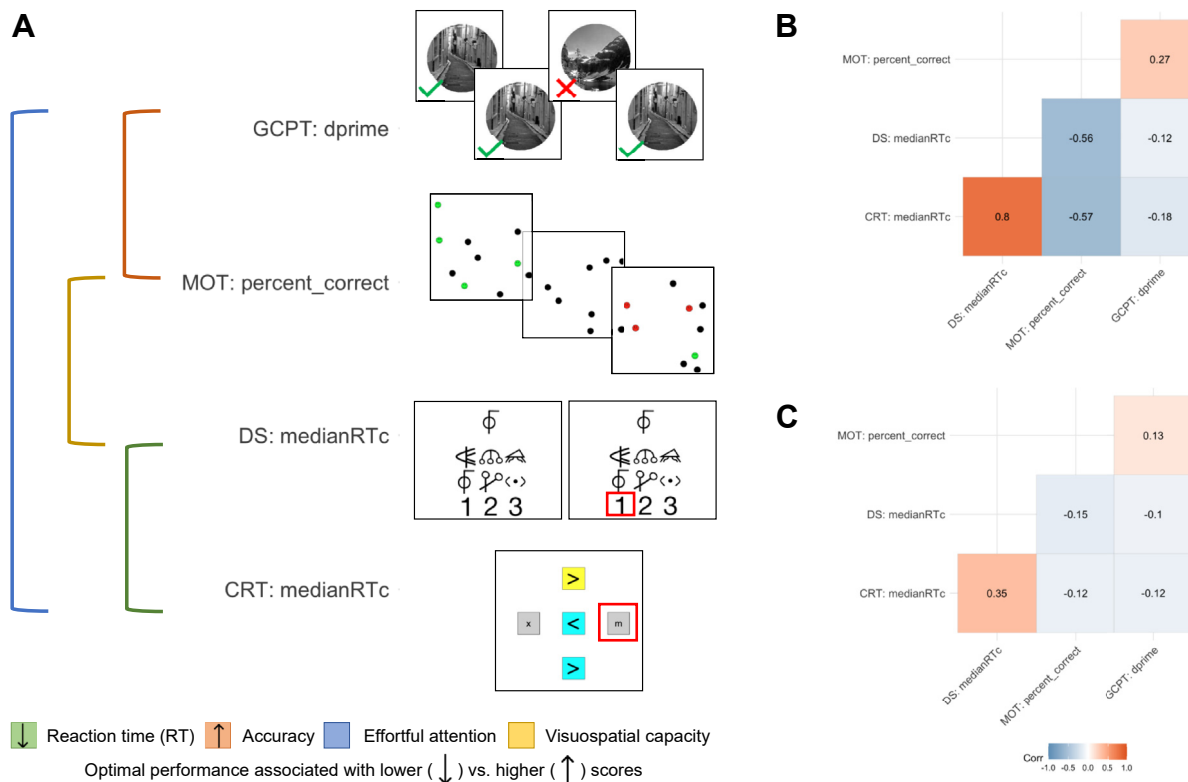 A
GCPT: dprime
MOT: percent_correct
DS: medianRTc
1 2 3
1 2 3
CRT: medianRTc
>
x < m
>
↓ Reaction time (RT) ↑ Accuracy Effortful attention Visuospatial capacity
Optimal performance associated with lower (↓) vs. higher (↑) scores
B
MOT: percent_correct 0.27
DS: medianRTc -0.56 -0.12
CRT: medianRTc 0.8 -0.57 -0.18
DS: medianRTc
MOT: percent_correct
GCPT: dprime
C
MOT: percent_correct 0.13
DS: medianRTc -0.15 -0.1
CRT: medianRTc 0.35 -0.12 -0.12
DS: medianRTc
MOT: percent_correct
GCPT: dprime
Corr
-1.0 -0.5 0.0 0.5 1.0